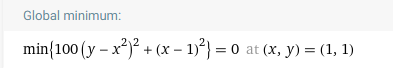 Global minimum:
min{100(y − x²)² + (x − 1)²} = 0 at (x, y) = (1, 1)